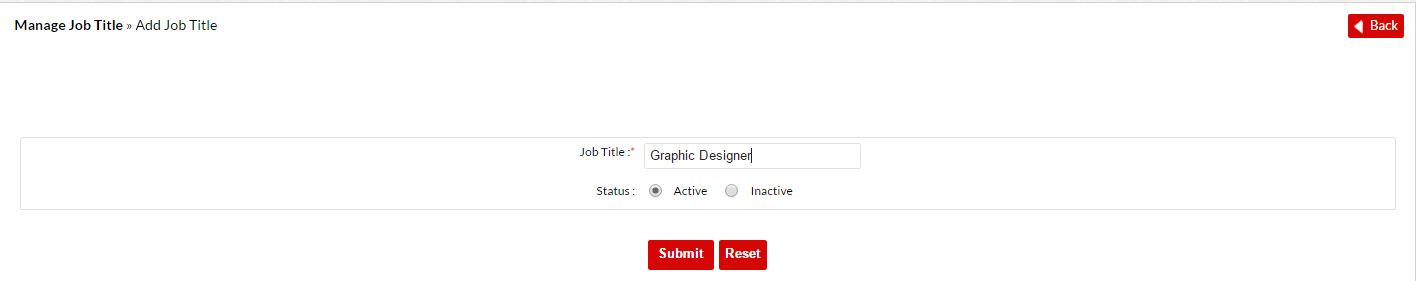 Manage Job Title » Add Job Title
Back
Job Title :*
Graphic Designer
Status :
Active
Inactive
Submit
Reset